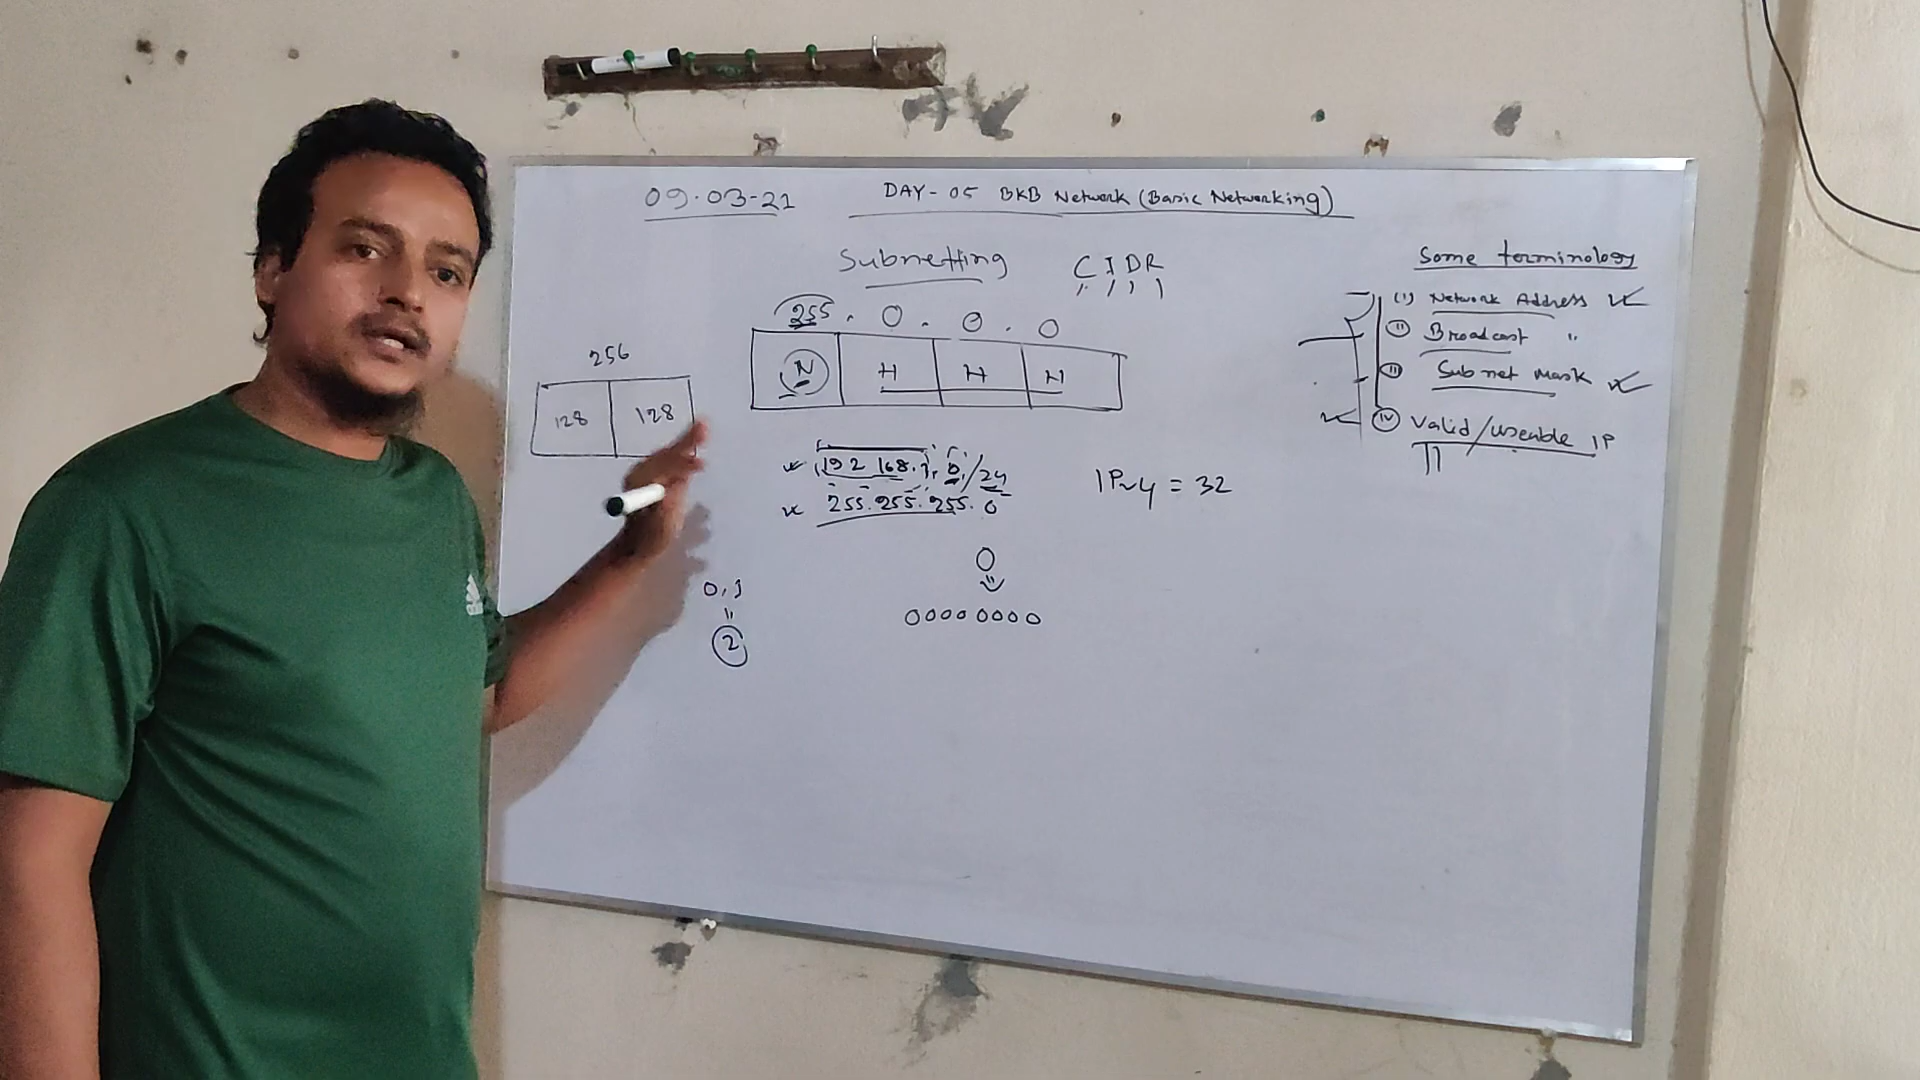 09.03-21 DAY-05 BKB Network (Basic Networking)
Subnetting CIDR
255.0.0.0
N H H H
256
128 128
192 168.1.0/24
255.255.255.0
IPv4 = 32
0
00000000
0,1
2
Some terminology
(i) Network Address
(ii) Broadcast "
(iii) Subnet Mask
(iv) Valid/useable IP